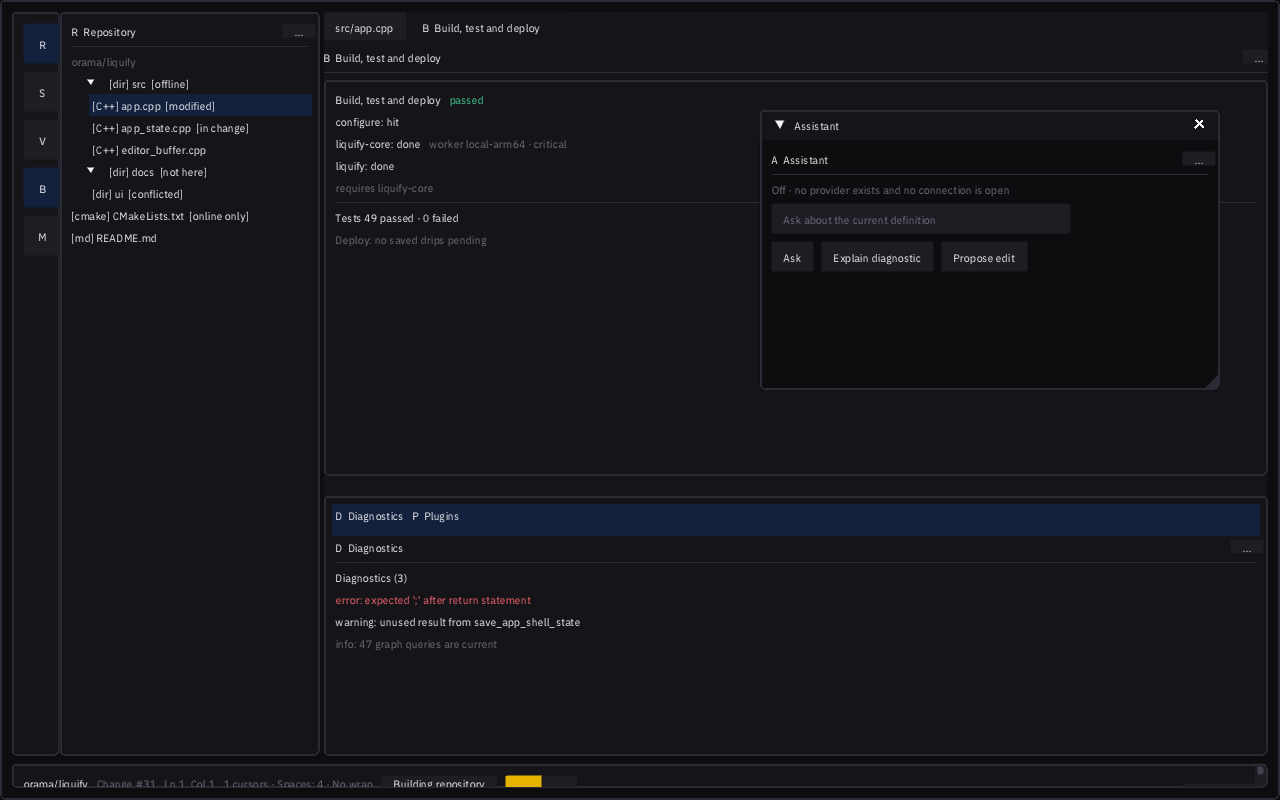 R
S
V
B
M
R Repository ...
orama/liquify
[dir] src [offline]
[C++] app.cpp [modified]
[C++] app_state.cpp [in change]
[C++] editor_buffer.cpp
[dir] docs [not here]
[dir] ui [conflicted]
[cmake] CMakeLists.txt [online only]
[md] README.md
src/app.cpp B Build, test and deploy
B Build, test and deploy ...
Build, test and deploy passed
configure: hit
liquify-core: done worker local-arm64 · critical
liquify: done
requires liquify-core
Tests 49 passed · 0 failed
Deploy: no saved drips pending
Assistant
A Assistant ...
Off · no provider exists and no connection is open
Ask about the current definition
Ask Explain diagnostic Propose edit
D Diagnostics P Plugins
D Diagnostics ...
Diagnostics (3)
error: expected ';' after return statement
warning: unused result from save_app_shell_state
info: 47 graph queries are current
orama/liquify Change #31 Ln 1, Col 1 1 cursors · Spaces: 4 · No wrap Building repository